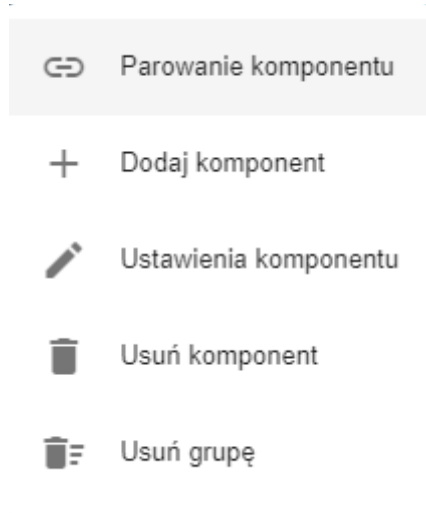 Parowanie komponentu
Dodaj komponent
Ustawienia komponentu
Usuń komponent
Usuń grupę